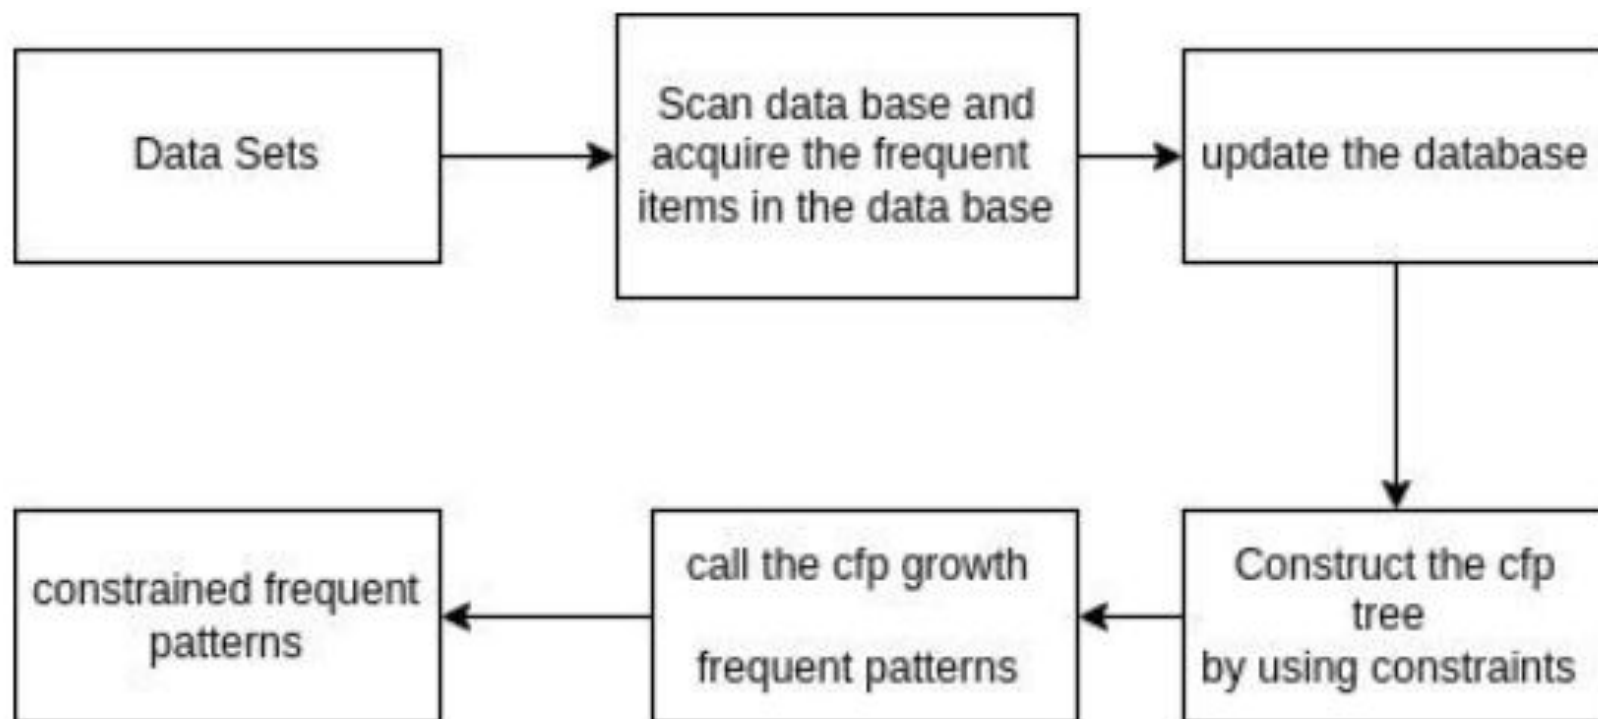 Data Sets
Scan data base and
acquire the frequent
items in the data base
update the database
Construct the cfp
tree
by using constraints
call the cfp growth
frequent patterns
constrained frequent
patterns